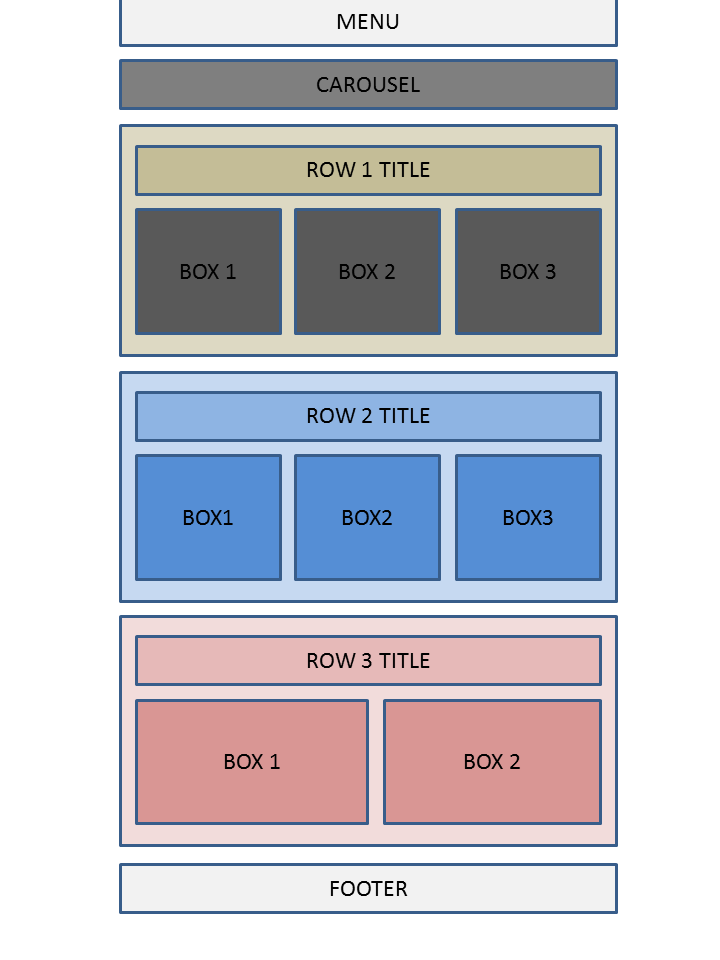 MENU
CAROUSEL
ROW 1 TITLE
BOX 1
BOX 2
BOX 3
ROW 2 TITLE
BOX1
BOX2
BOX3
ROW 3 TITLE
BOX 1
BOX 2
FOOTER